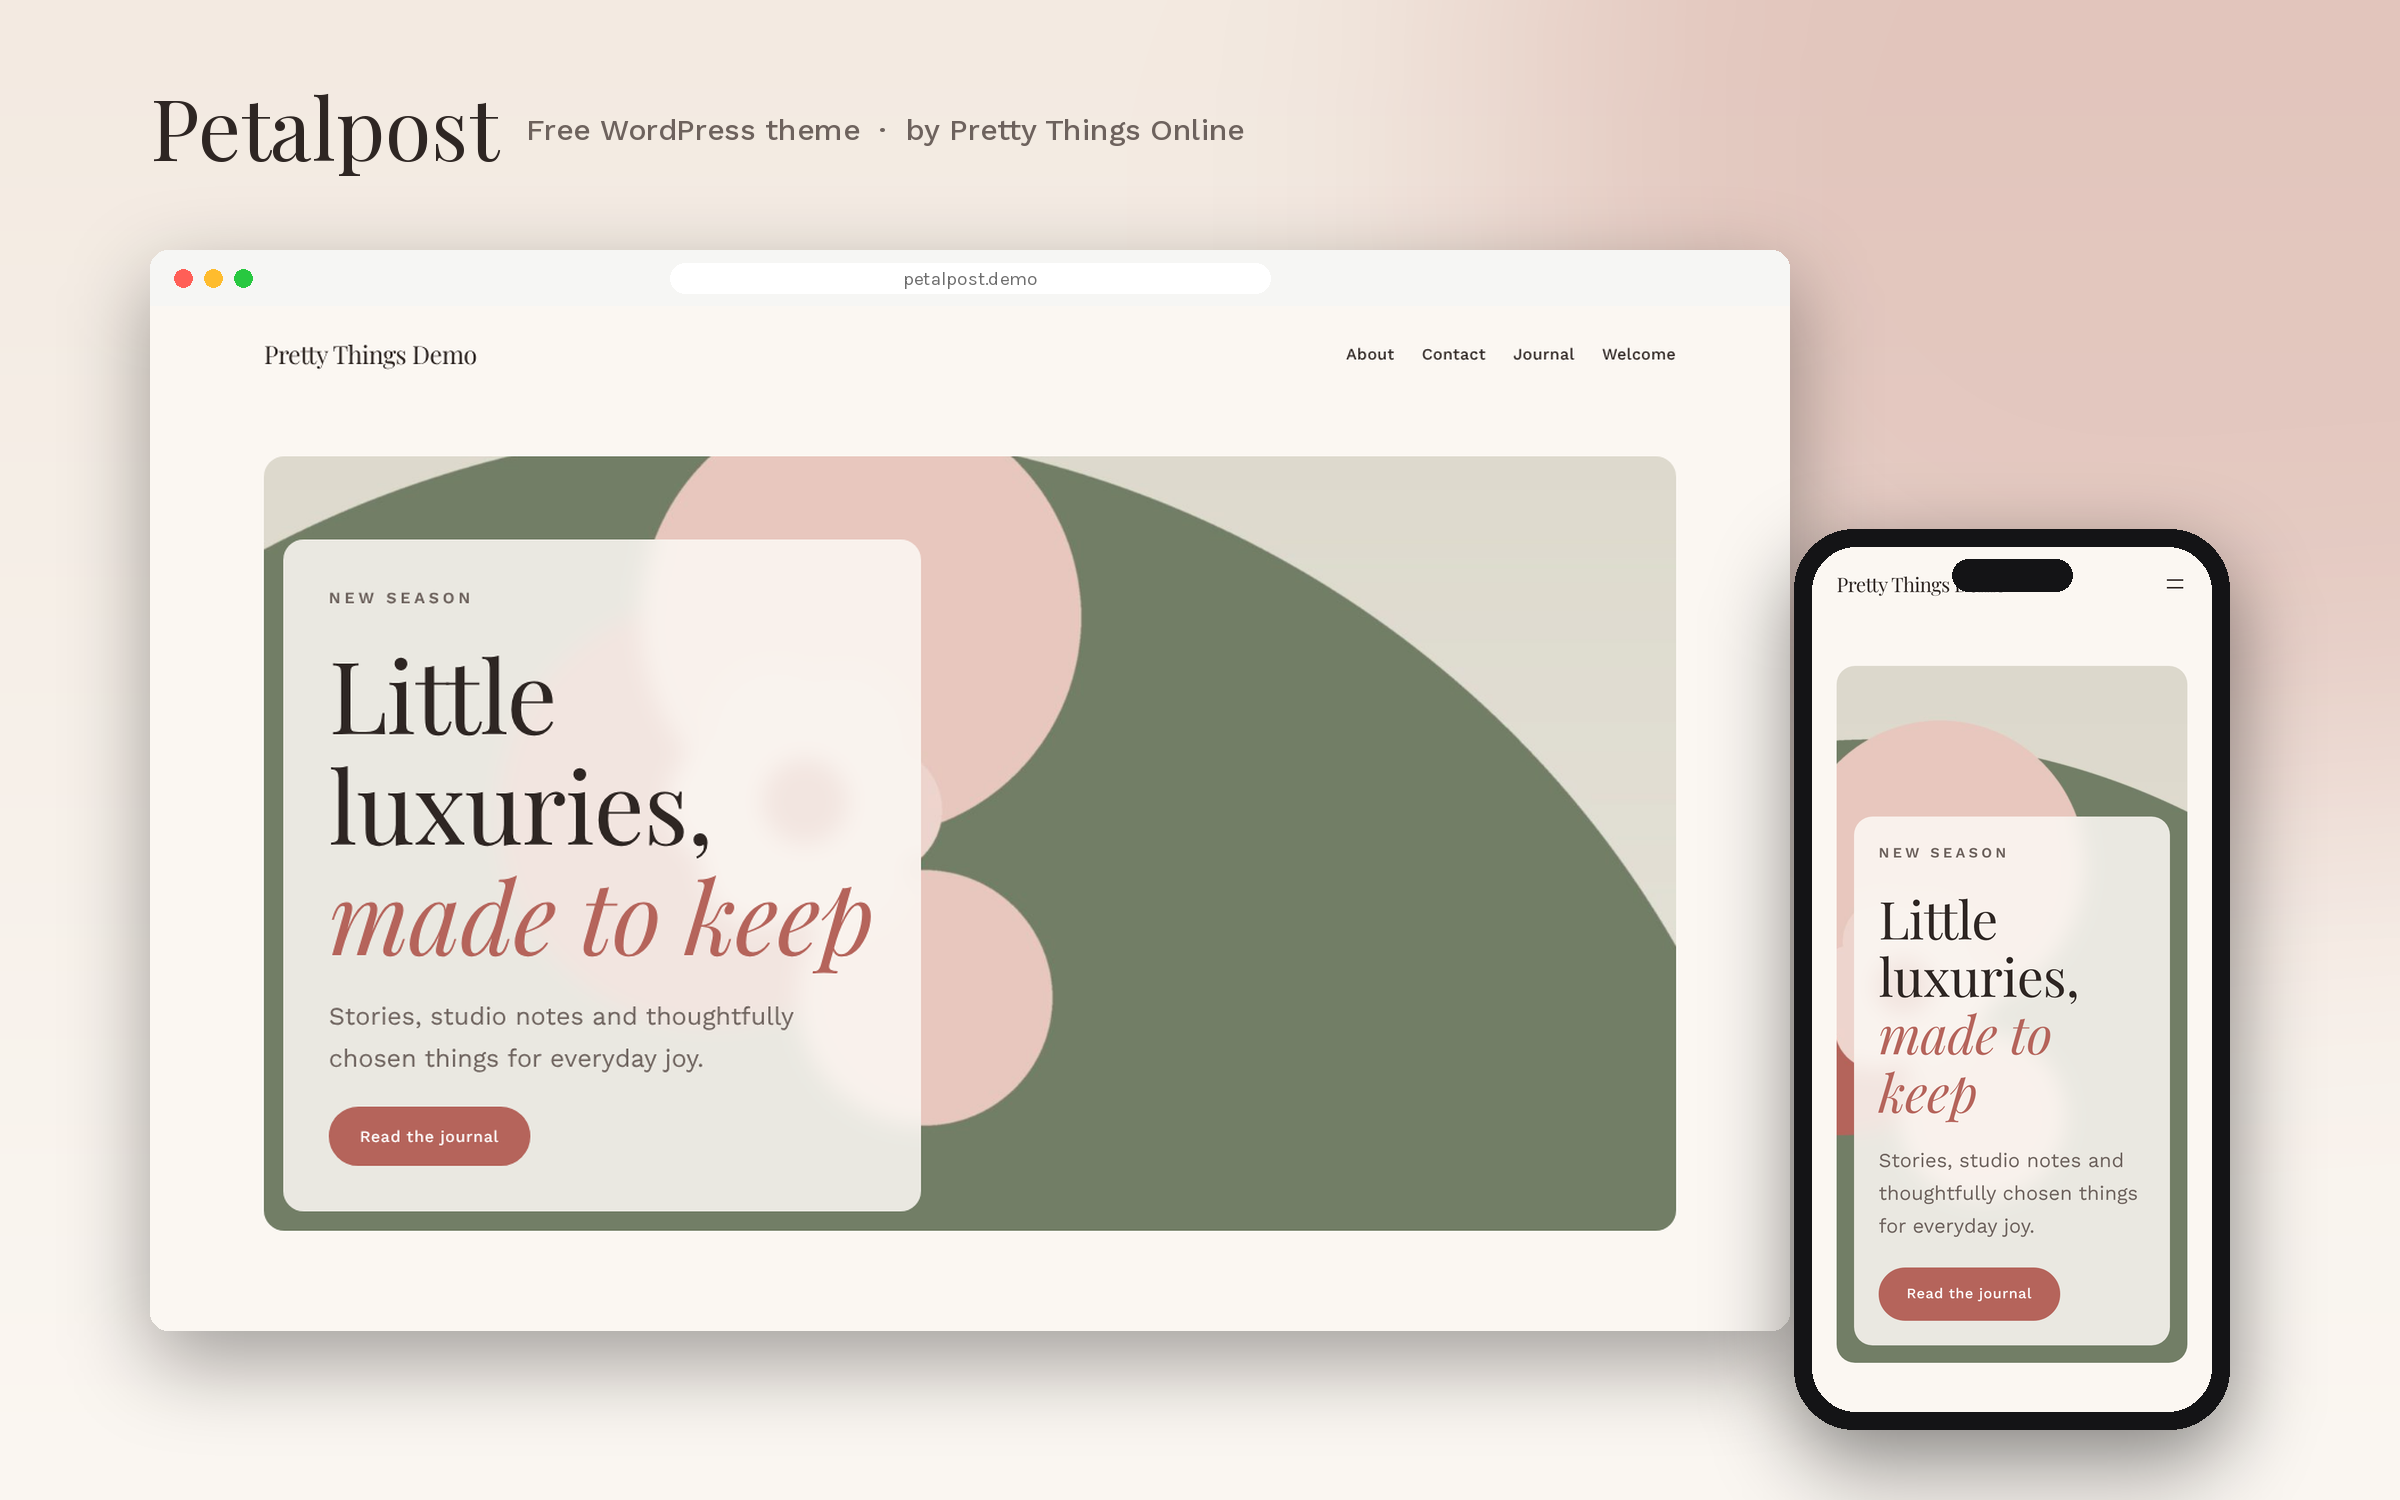 Petalpost
Free WordPress theme · by Pretty Things Online
petalpost.demo
Pretty Things Demo
About Contact Journal Welcome
NEW SEASON
Little
luxuries,
made to keep
Stories, studio notes and thoughtfully
chosen things for everyday joy.
Read the journal
Pretty Things
NEW SEASON
Little
luxuries,
made to
keep
Stories, studio notes and
thoughtfully chosen things
for everyday joy.
Read the journal